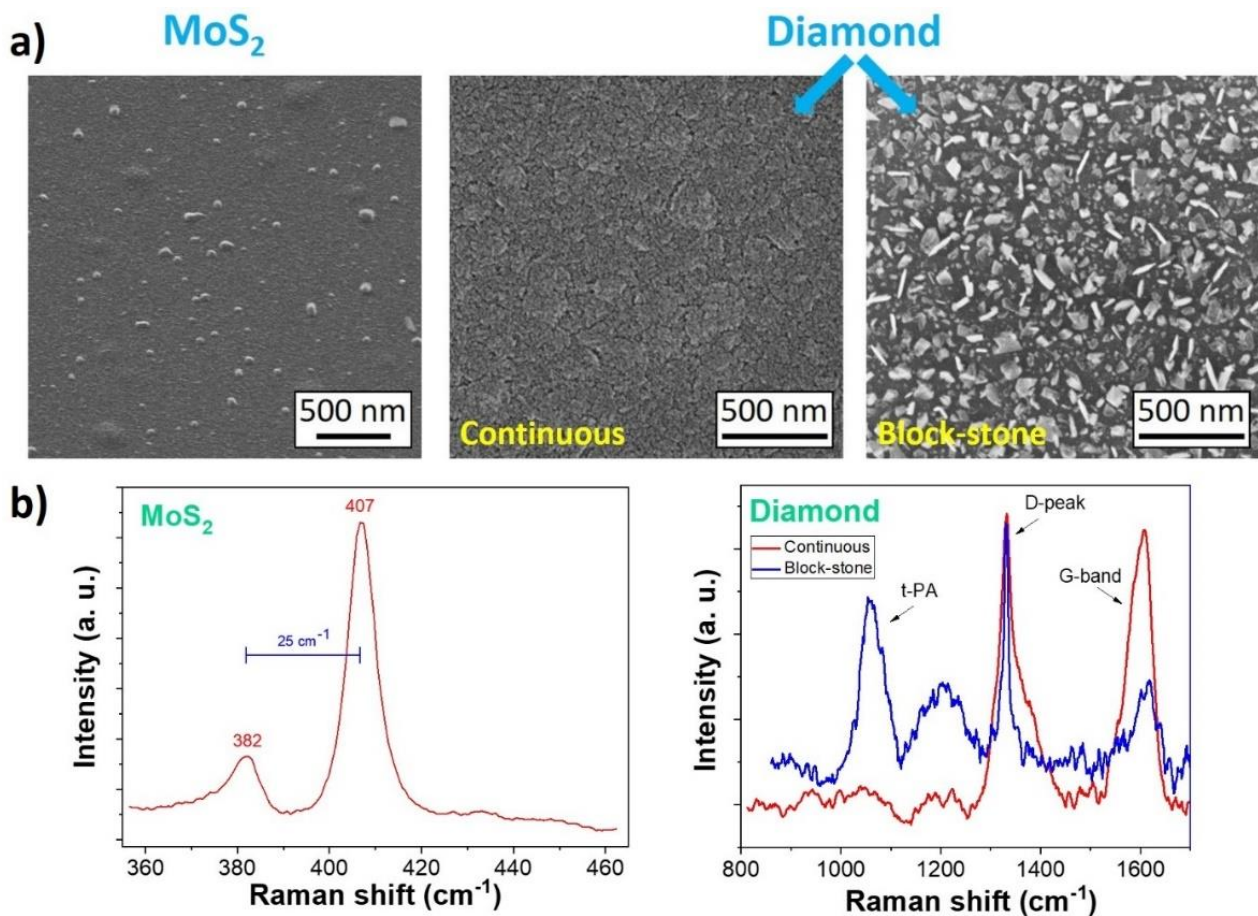 a)
MoS₂
Diamond
500 nm
Continuous
500 nm
Block-stone
500 nm
b)
MoS₂
407
382
25 cm⁻¹
Intensity (a. u.)
360 380 400 420 440 460
Raman shift (cm⁻¹)
Diamond
Continuous
Block-stone
t-PA
D-peak
G-band
Intensity (a. u.)
800 1000 1200 1400 1600
Raman shift (cm⁻¹)